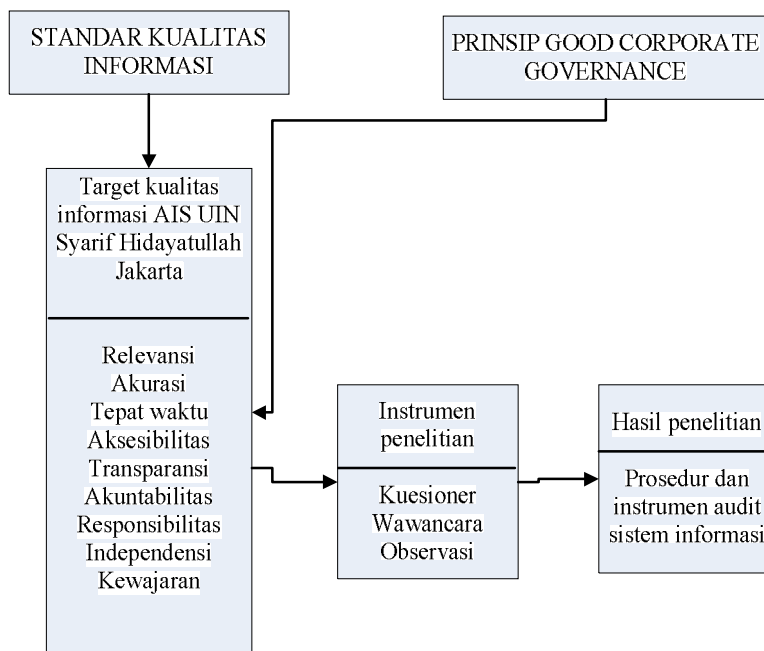 STANDAR KUALITAS
INFORMASI
PRINSIP GOOD CORPORATE
GOVERNANCE
Target kualitas
informasi AIS UIN
Syarif Hidayatullah
Jakarta
Relevansi
Akurasi
Tepat waktu
Aksesibilitas
Transparansi
Akuntabilitas
Responsibilitas
Independensi
Kewajaran
Instrumen
penelitian
Kuesioner
Wawancara
Observasi
Hasil penelitian
Prosedur dan
instrumen audit
sistem informasi